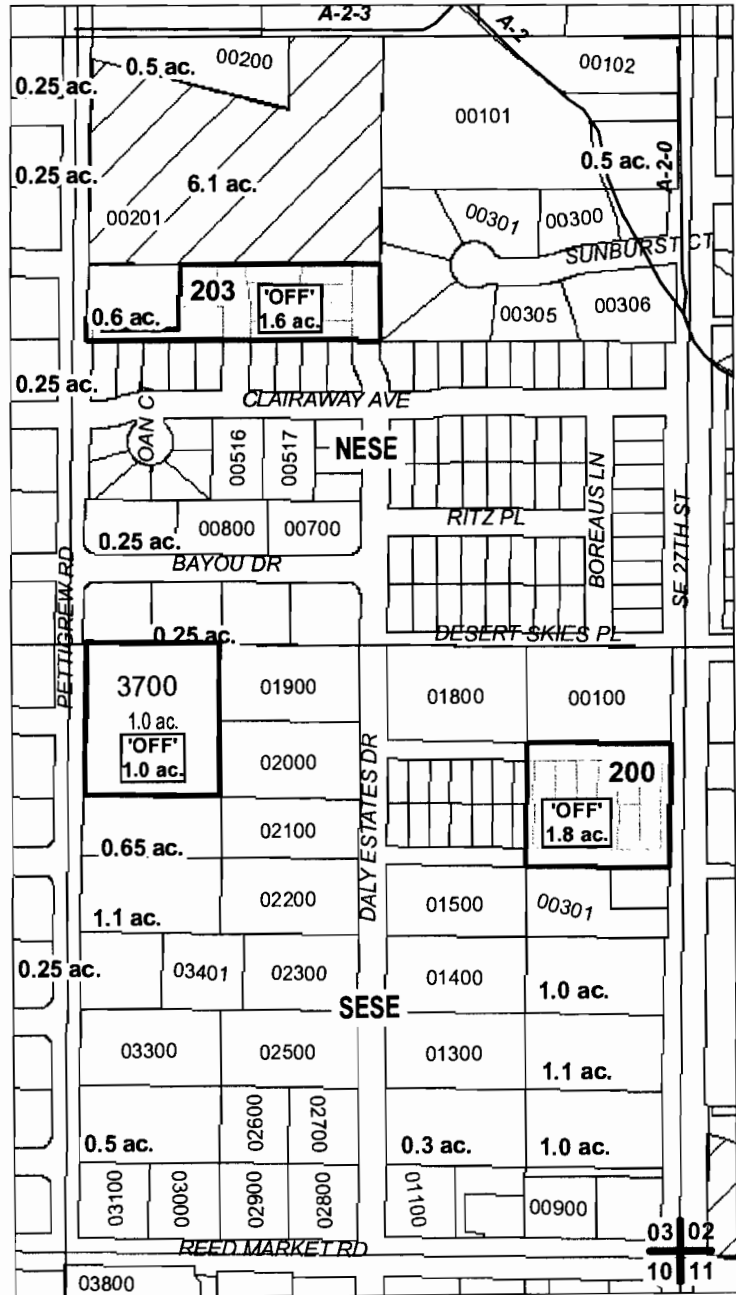 A-2-3
A-2
0.5 ac.
00200
00102
0.25 ac.
00101
0.5 ac.
A-2-0
0.25 ac.
6.1 ac.
00201
00301
00300
SUNBURST CT
203
'OFF'
1.6 ac.
0.6 ac.
00305
00306
0.25 ac.
CLAIRAWAY AVE
OAN C
00516
00517
NESE
BOREAUS LN
SE 27TH ST
RITZ PL
0.25 ac.
00800
00700
BAYOU DR
PETTIGREW RD
0.25 ac.
DESERT SKIES PL
3700
1.0 ac.
'OFF'
1.0 ac.
01900
01800
00100
02000
DALY ESTATES DR
200
'OFF'
1.8 ac.
0.65 ac.
02100
1.1 ac.
02200
01500
00301
0.25 ac.
03401
02300
01400
1.0 ac.
SESE
03300
02500
01300
1.1 ac.
0.5 ac.
02600
02700
0.3 ac.
1.0 ac.
03100
03000
02900
02800
01100
00900
REED MARKET RD
03 02
10 11
03800